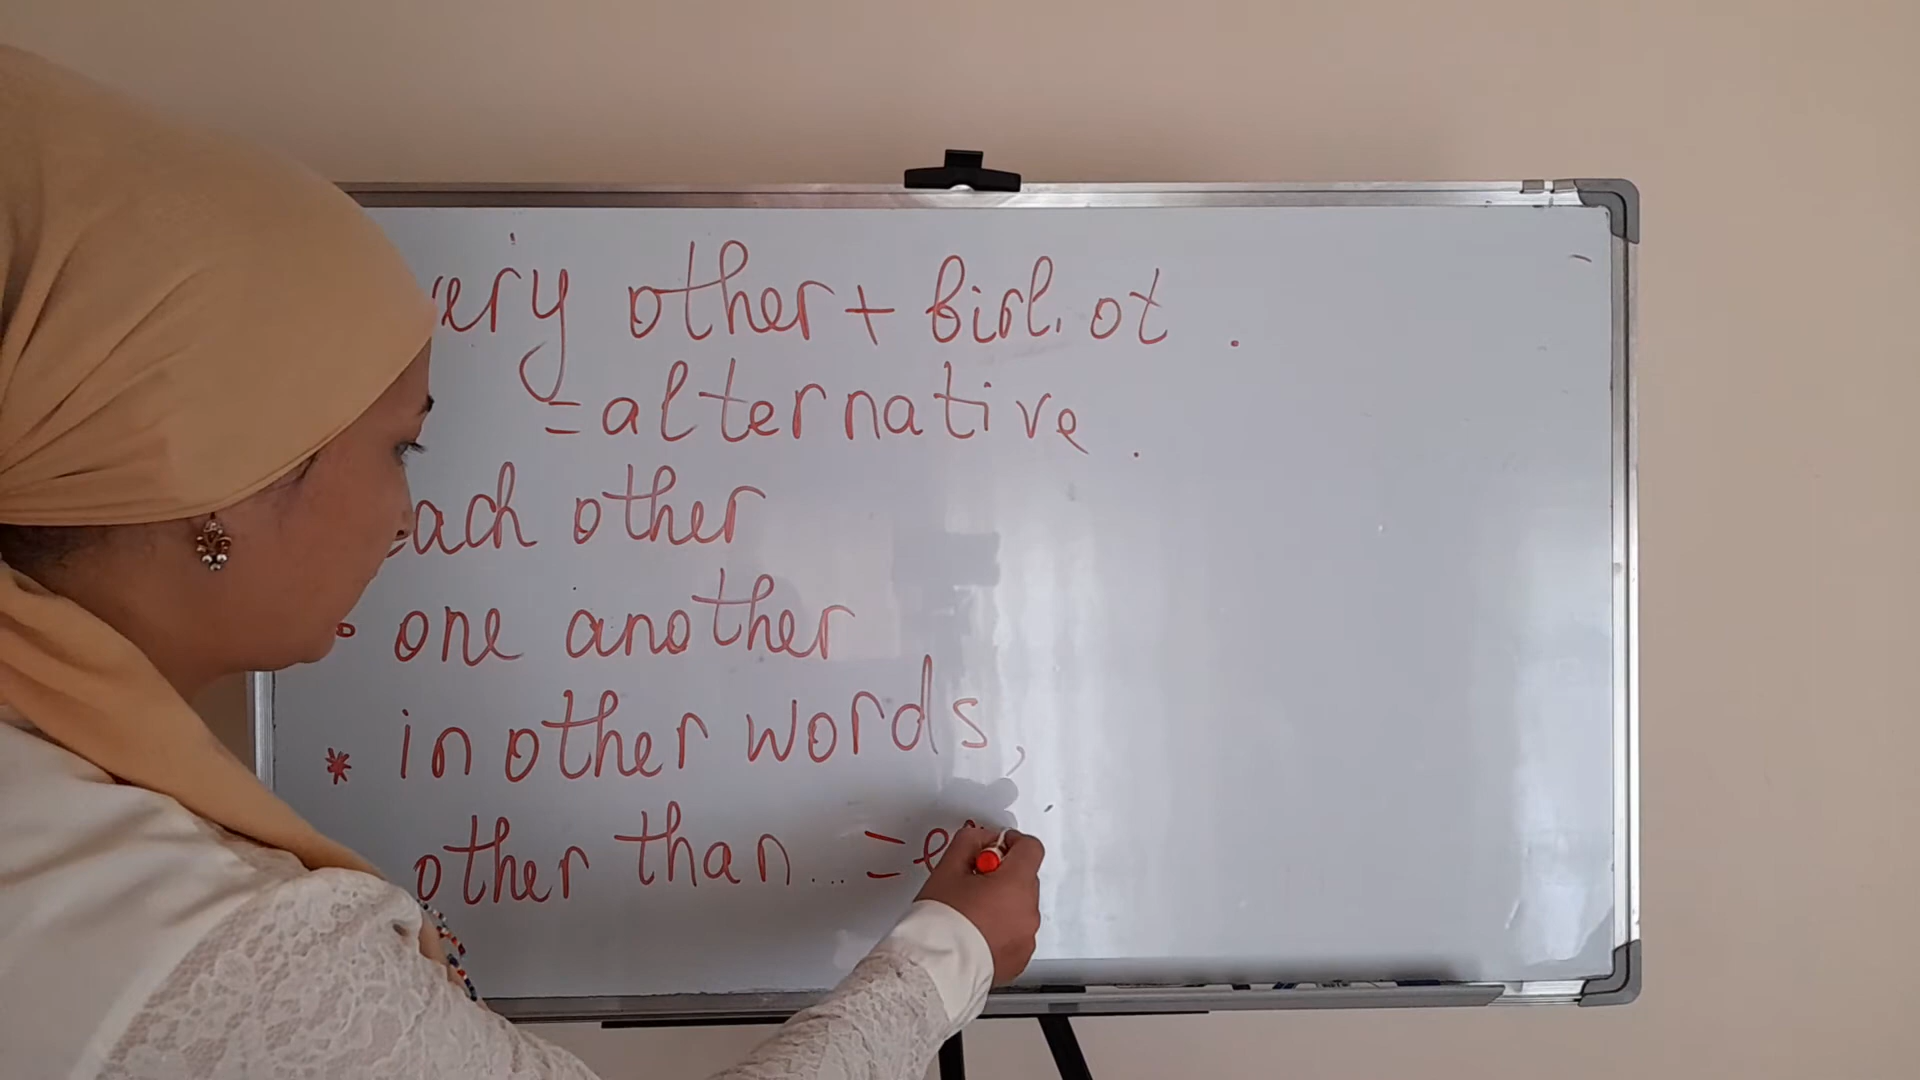 very other + birl. ot .
= alternative .
each other
one another
* in other words,
other than... =